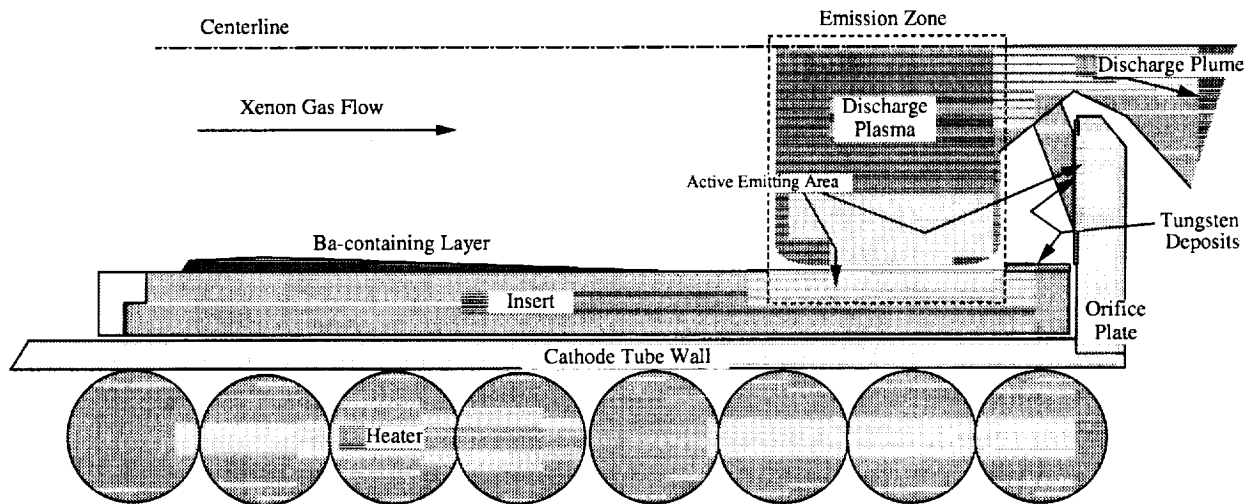 Emission Zone
Centerline
Discharge Plume
Xenon Gas Flow
Discharge
Plasma
Active Emitting Area
Tungsten
Deposits
Ba-containing Layer
Insert
Orifice
Plate
Cathode Tube Wall
Heater